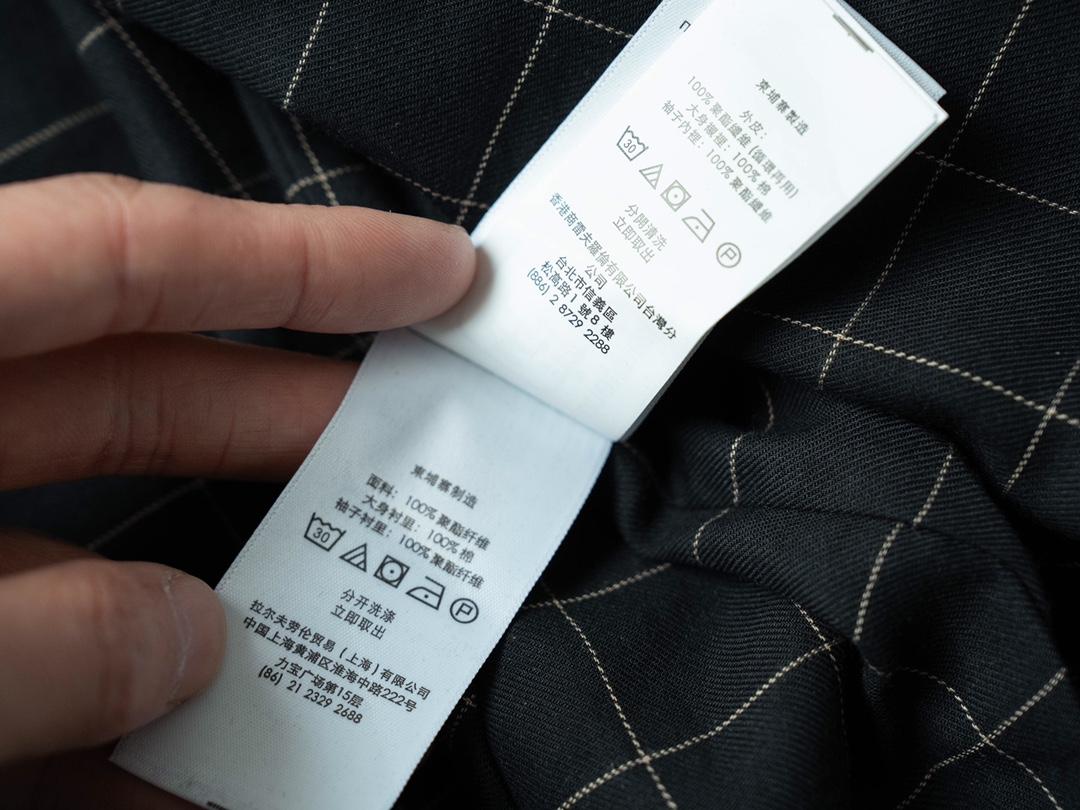 柬埔寨製造
外皮:
100% 聚酯纖維 (循環再用)
大身襯裡: 100% 棉
袖子內裡: 100% 聚酯纖維
30
P
分開清洗
立即取出
香港商雷夫羅倫有限公司台灣分
公司
台北市信義區
松高路1號8樓
(886) 2 8729 2288
柬埔寨制造
面料: 100% 聚酯纤维
大身衬里: 100% 棉
袖子衬里: 100% 聚酯纤维
30
P
分开洗涤
立即取出
拉尔夫劳伦贸易 (上海) 有限公司
中国上海黄浦区淮海中路222号
力宝广场第15层
(86) 21 2329 2688